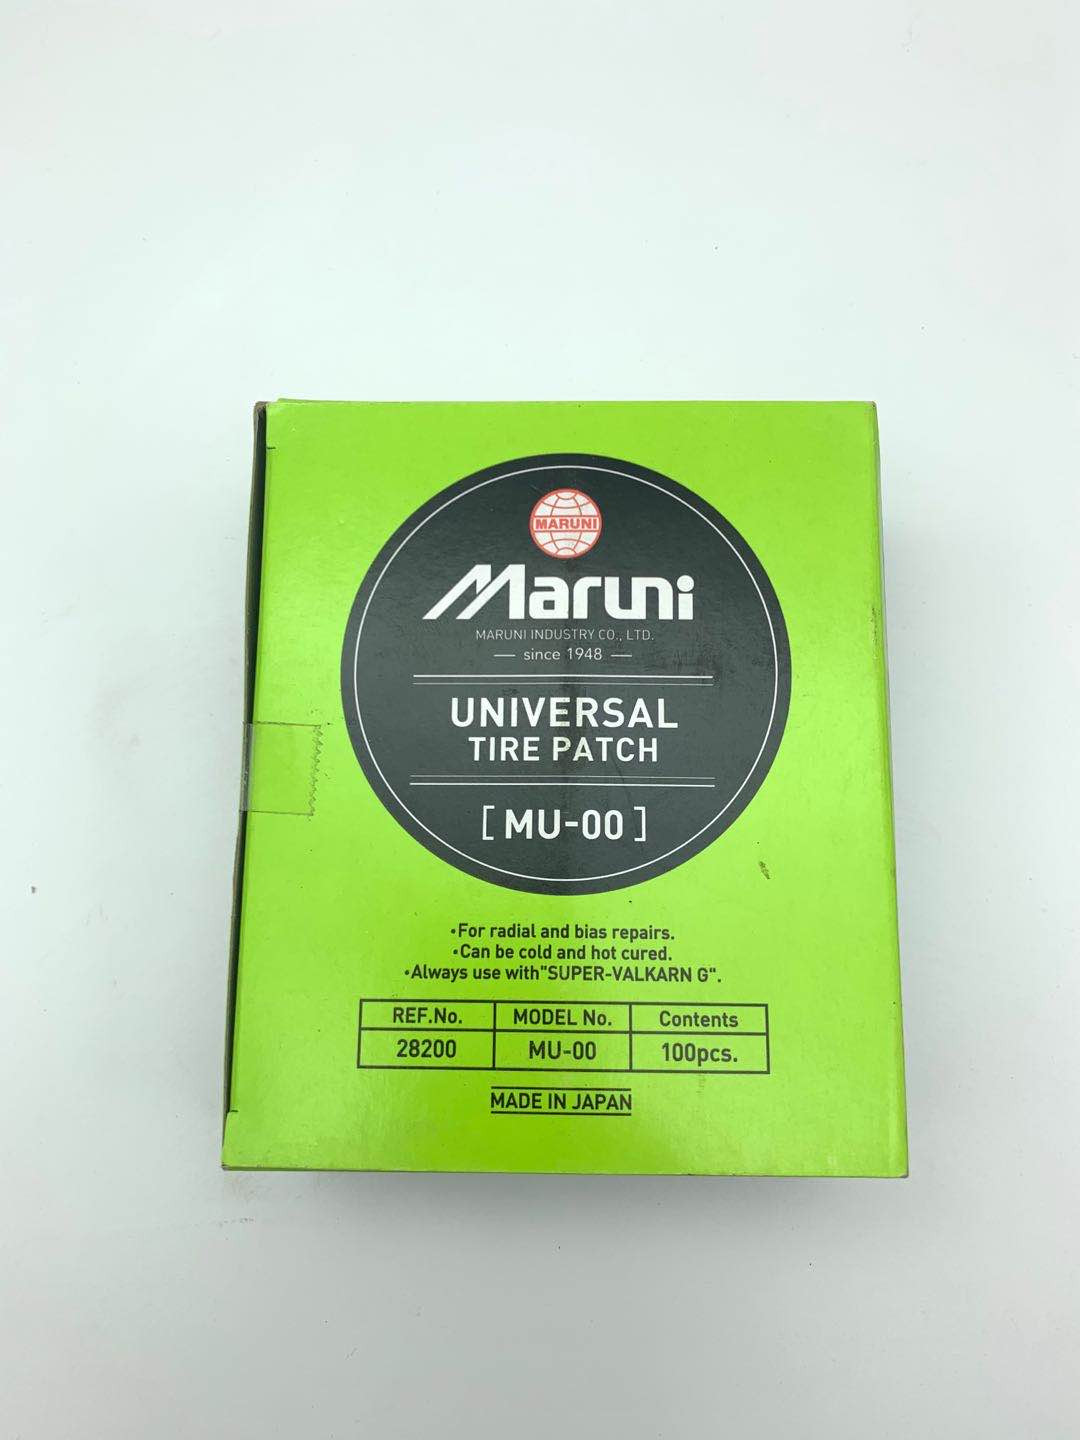 MARUNI
Maruni
MARUNI INDUSTRY CO., LTD.
since 1948
UNIVERSAL
TIRE PATCH
[ MU-00 ]
•For radial and bias repairs.
•Can be cold and hot cured.
•Always use with"SUPER-VALKARN G".
REF.No. MODEL No. Contents
28200 MU-00 100pcs.
MADE IN JAPAN